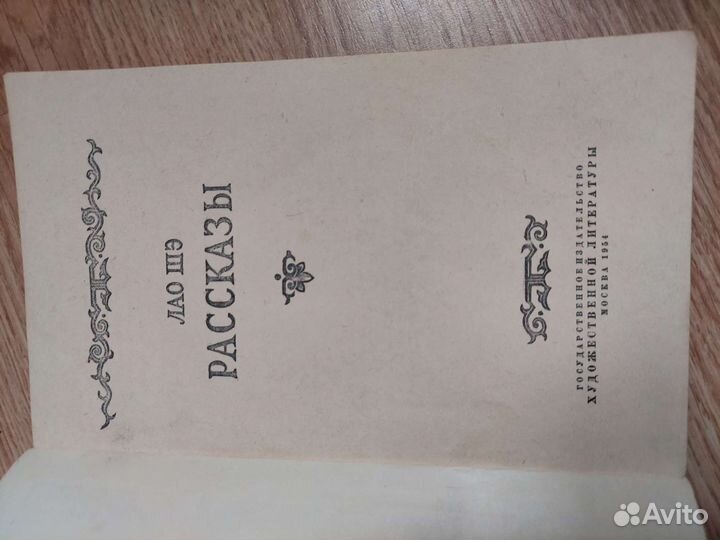 ЛАО ШЭ
РАССКАЗЫ
ГОСУДАРСТВЕННОЕ ИЗДАТЕЛЬСТВО
ХУДОЖЕСТВЕННОЙ ЛИТЕРАТУРЫ
МОСКВА 1954
Avito